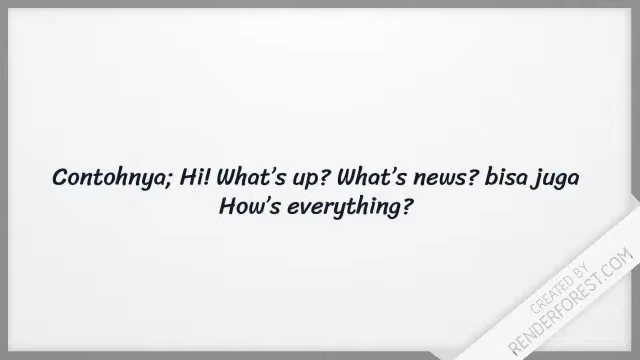 Contohnya; Hi! What's up? What's news? bisa juga
How's everything?
CREATED BY
RENDERFOREST.COM